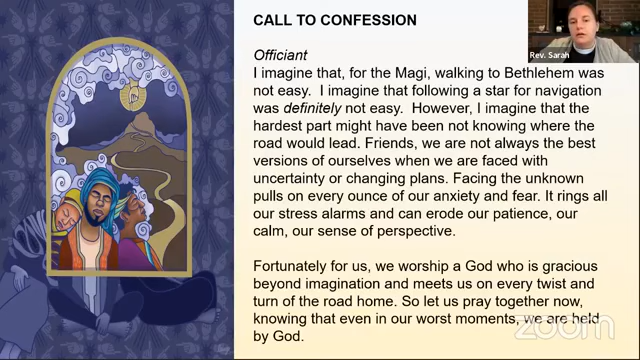 CALL TO CONFESSION
Officiant
I imagine that, for the Magi, walking to Bethlehem was
not easy.  I imagine that following a star for navigation
was definitely not easy.  However, I imagine that the
hardest part might have been not knowing where the
road would lead. Friends, we are not always the best
versions of ourselves when we are faced with
uncertainty or changing plans. Facing the unknown
pulls on every ounce of our anxiety and fear. It rings all
our stress alarms and can erode our patience, our
calm, our sense of perspective.
Fortunately for us, we worship a God who is gracious
beyond imagination and meets us on every twist and
turn of the road home. So let us pray together now,
knowing that even in our worst moments, we are held
by God.
Rev. Sarah
zoom